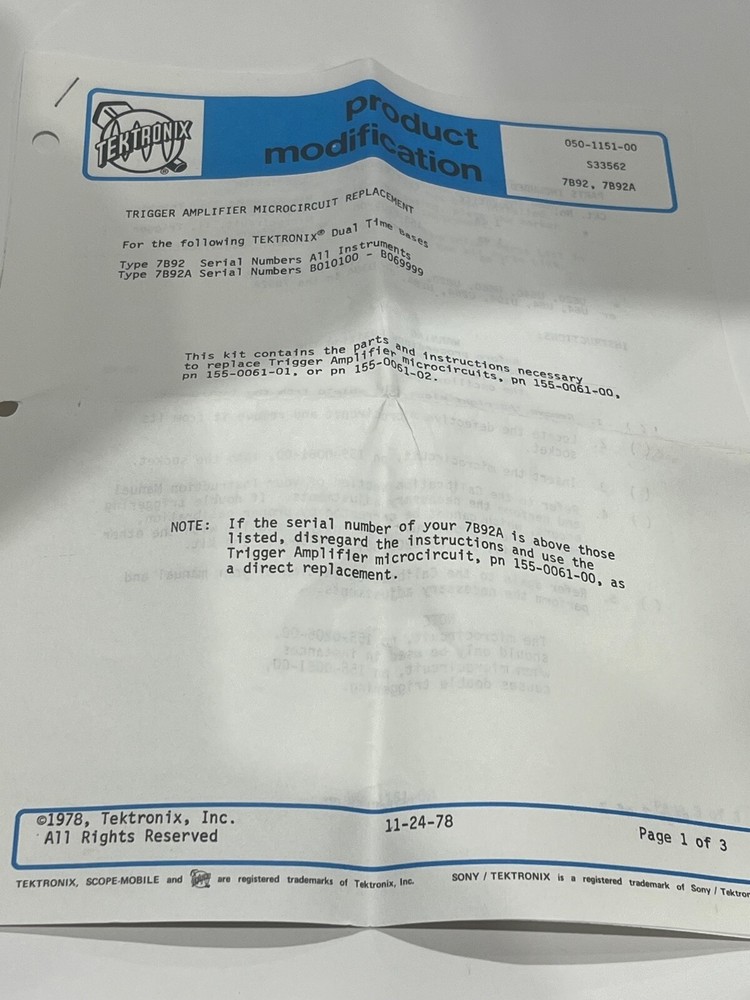 TEKTRONIX
®
product
modification
050-1151-00
S33562
7B92, 7B92A
TRIGGER AMPLIFIER MICROCIRCUIT REPLACEMENT
For the following TEKTRONIX® Dual Time Bases
Type 7B92 Serial Numbers All Instruments
Type 7B92A Serial Numbers B010100 - B069999
This kit contains the parts and instructions necessary
to replace Trigger Amplifier microcircuits, pn 155-0061-00,
pn 155-0061-01, or pn 155-0061-02.
NOTE: If the serial number of your 7B92A is above those
listed, disregard the instructions and use the
Trigger Amplifier microcircuit, pn 155-0061-00, as
a direct replacement.
©1978, Tektronix, Inc.
All Rights Reserved
11-24-78
Page 1 of 3
TEKTRONIX, SCOPE-MOBILE and are registered trademarks of Tektronix, Inc. SONY / TEKTRONIX is a registered trademark of Sony / Tektron